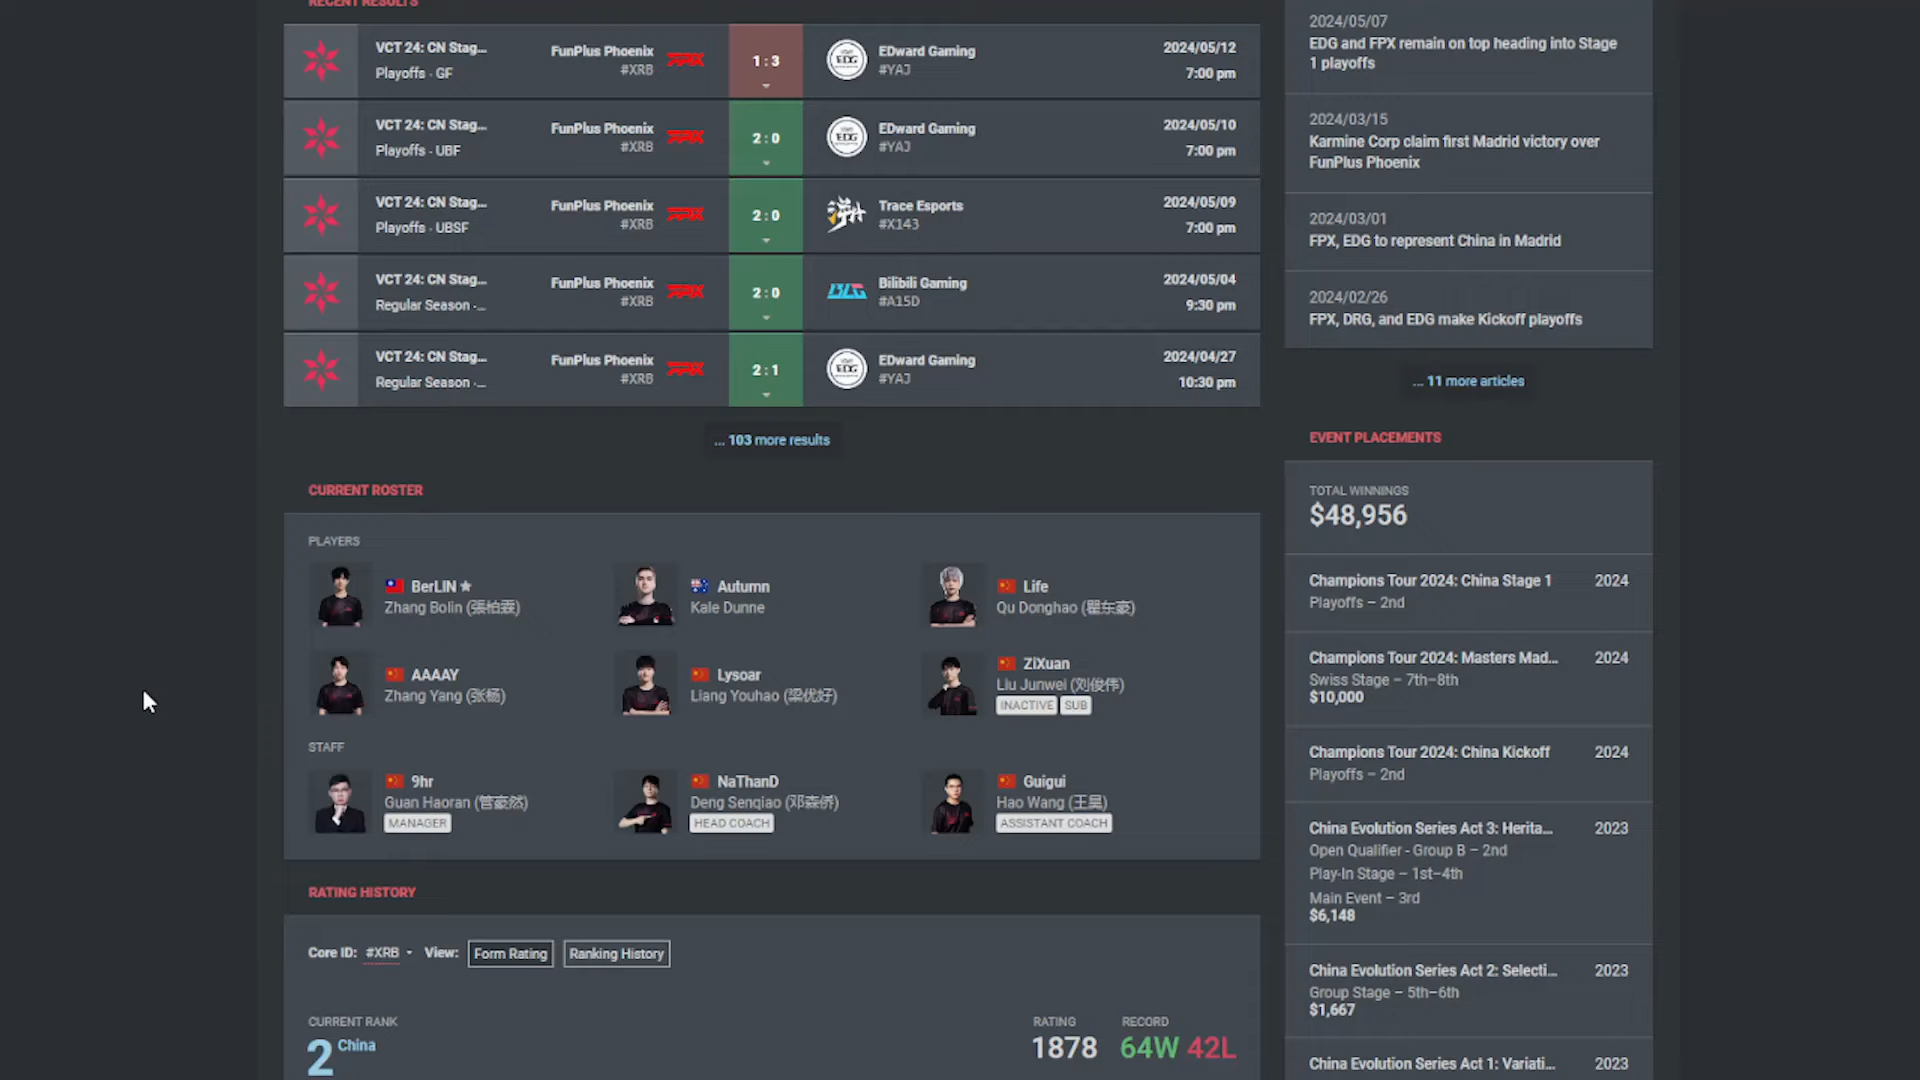 RECENT RESULTS
VCT 24: CN Stag...
Playoffs - GF
FunPlus Phoenix
#XRB
1 : 3
EDG
EDward Gaming
#YAJ
2024/05/12
7:00 pm
VCT 24: CN Stag...
Playoffs - UBF
FunPlus Phoenix
#XRB
2 : 0
EDG
EDward Gaming
#YAJ
2024/05/10
7:00 pm
VCT 24: CN Stag...
Playoffs - UBSF
FunPlus Phoenix
#XRB
2 : 0
Trace Esports
#X143
2024/05/09
7:00 pm
VCT 24: CN Stag...
Regular Season -...
FunPlus Phoenix
#XRB
2 : 0
BLG
Bilibili Gaming
#A15D
2024/05/04
9:30 pm
VCT 24: CN Stag...
Regular Season -...
FunPlus Phoenix
#XRB
2 : 1
EDG
EDward Gaming
#YAJ
2024/04/27
10:30 pm
... 103 more results
CURRENT ROSTER
PLAYERS
BerLIN ★
Zhang Bolin (張柏霖)
Autumn
Kale Dunne
Life
Qu Donghao (瞿东豪)
AAAAY
Zhang Yang (张杨)
Lysoar
Liang Youhao (梁优好)
ZiXuan
Liu Junwei (刘俊伟)
INACTIVE SUB
STAFF
9hr
Guan Haoran (管豪然)
MANAGER
NaThanD
Deng Senqiao (邓森侨)
HEAD COACH
Guigui
Hao Wang (王昊)
ASSISTANT COACH
RATING HISTORY
Core ID: #XRB View: Form Rating Ranking History
CURRENT RANK
2 China
RATING
1878
RECORD
64W 42L
2024/05/07
EDG and FPX remain on top heading into Stage
1 playoffs
2024/03/15
Karmine Corp claim first Madrid victory over
FunPlus Phoenix
2024/03/01
FPX, EDG to represent China in Madrid
2024/02/26
FPX, DRG, and EDG make Kickoff playoffs
... 11 more articles
EVENT PLACEMENTS
TOTAL WINNINGS
$48,956
Champions Tour 2024: China Stage 1 2024
Playoffs – 2nd
Champions Tour 2024: Masters Mad... 2024
Swiss Stage – 7th–8th
$10,000
Champions Tour 2024: China Kickoff 2024
Playoffs – 2nd
China Evolution Series Act 3: Herita... 2023
Open Qualifier - Group B – 2nd
Play-In Stage – 1st–4th
Main Event – 3rd
$6,148
China Evolution Series Act 2: Selecti... 2023
Group Stage – 5th–6th
$1,667
China Evolution Series Act 1: Variati... 2023